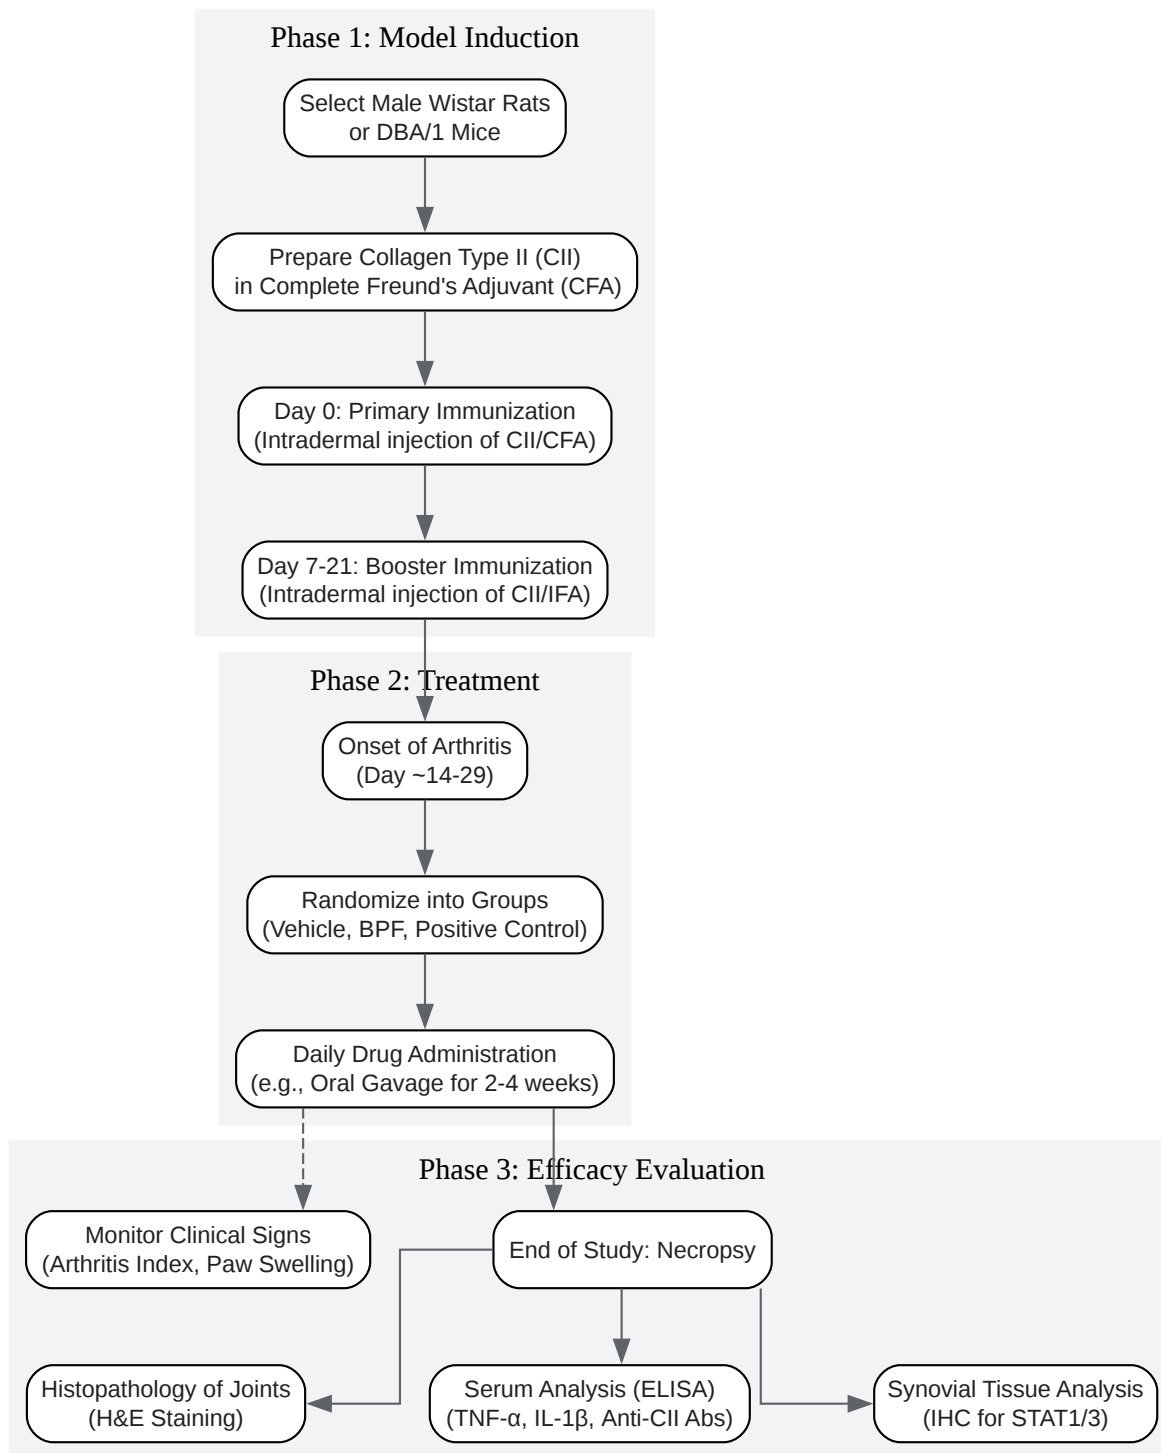 Phase 1: Model Induction
Select Male Wistar Rats
or DBA/1 Mice
Prepare Collagen Type II (CII)
in Complete Freund's Adjuvant (CFA)
Day 0: Primary Immunization
(Intradermal injection of CII/CFA)
Day 7-21: Booster Immunization
(Intradermal injection of CII/IFA)
Phase 2: Treatment
Onset of Arthritis
(Day ~14-29)
Randomize into Groups
(Vehicle, BPF, Positive Control)
Daily Drug Administration
(e.g., Oral Gavage for 2-4 weeks)
Phase 3: Efficacy Evaluation
Monitor Clinical Signs
(Arthritis Index, Paw Swelling)
End of Study: Necropsy
Histopathology of Joints
(H&E Staining)
Serum Analysis (ELISA)
(TNF-α, IL-1β, Anti-CII Abs)
Synovial Tissue Analysis
(IHC for STAT1/3)